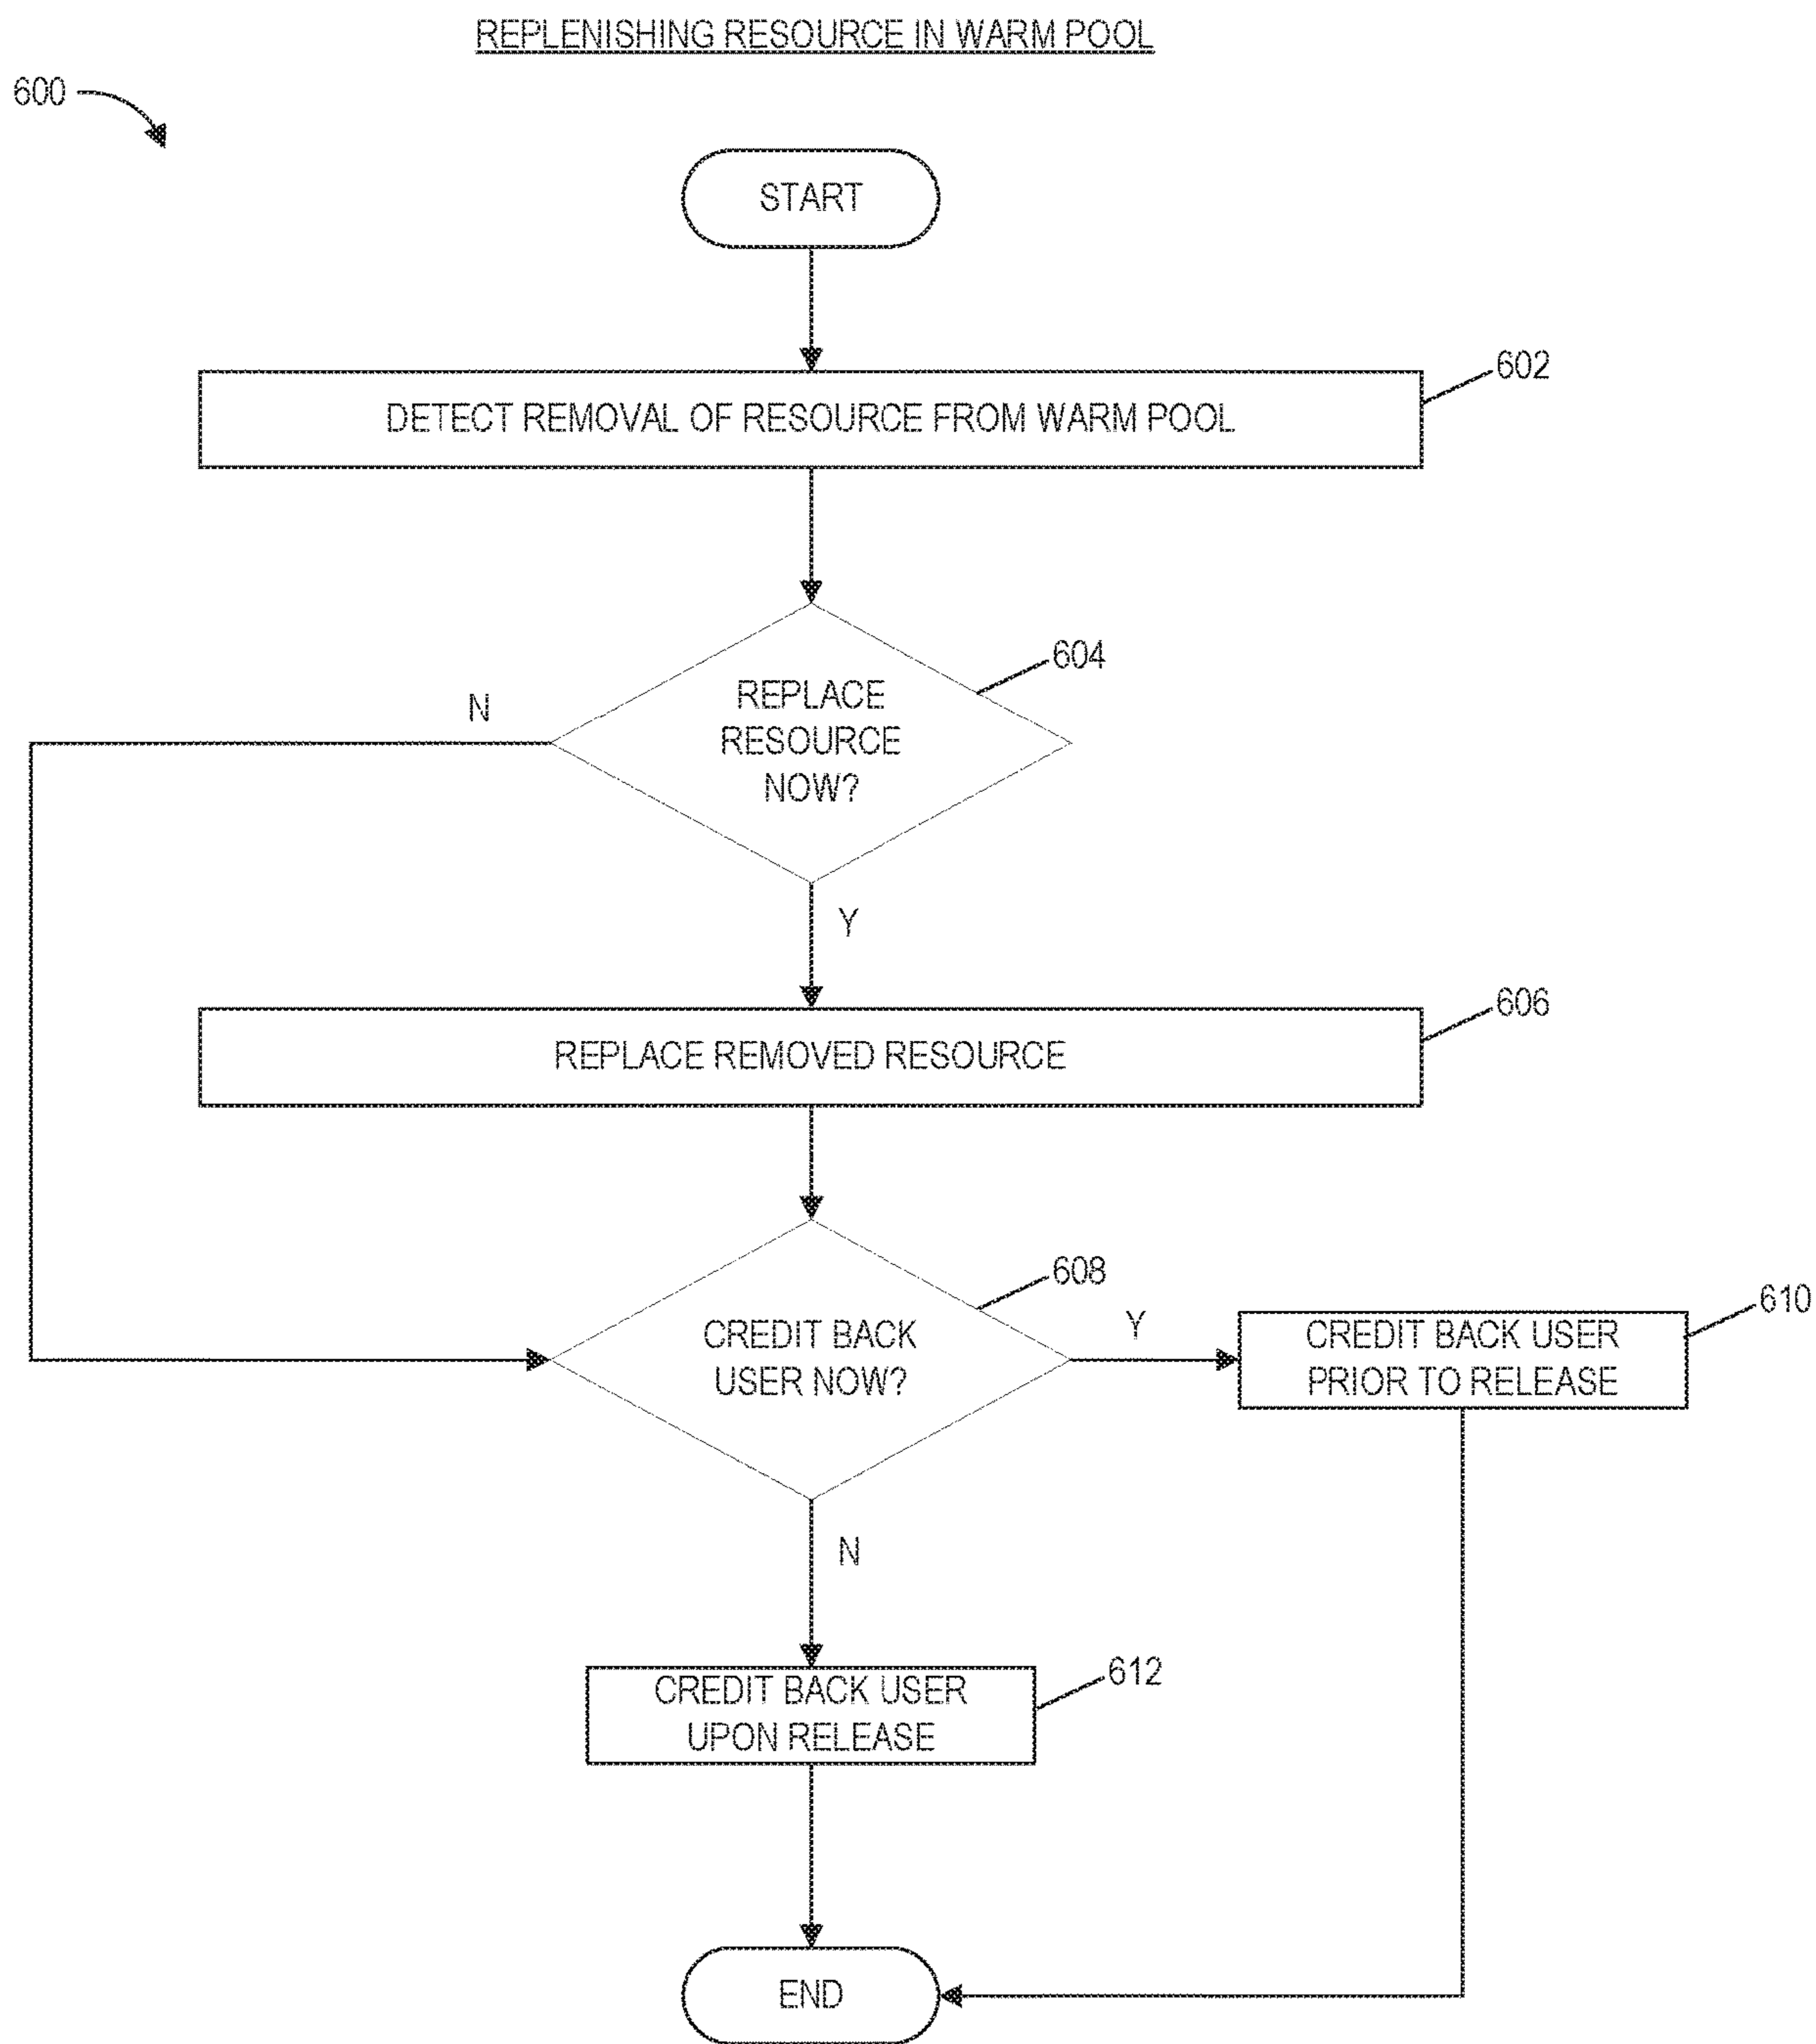 REPLENISHING RESOURCE IN WARM POOL
600
START
602
DETECT REMOVAL OF RESOURCE FROM WARM POOL
604
REPLACE
RESOURCE
NOW?
N
Y
606
REPLACE REMOVED RESOURCE
608
CREDIT BACK
USER NOW?
Y
610
CREDIT BACK USER
PRIOR TO RELEASE
N
612
CREDIT BACK USER
UPON RELEASE
END